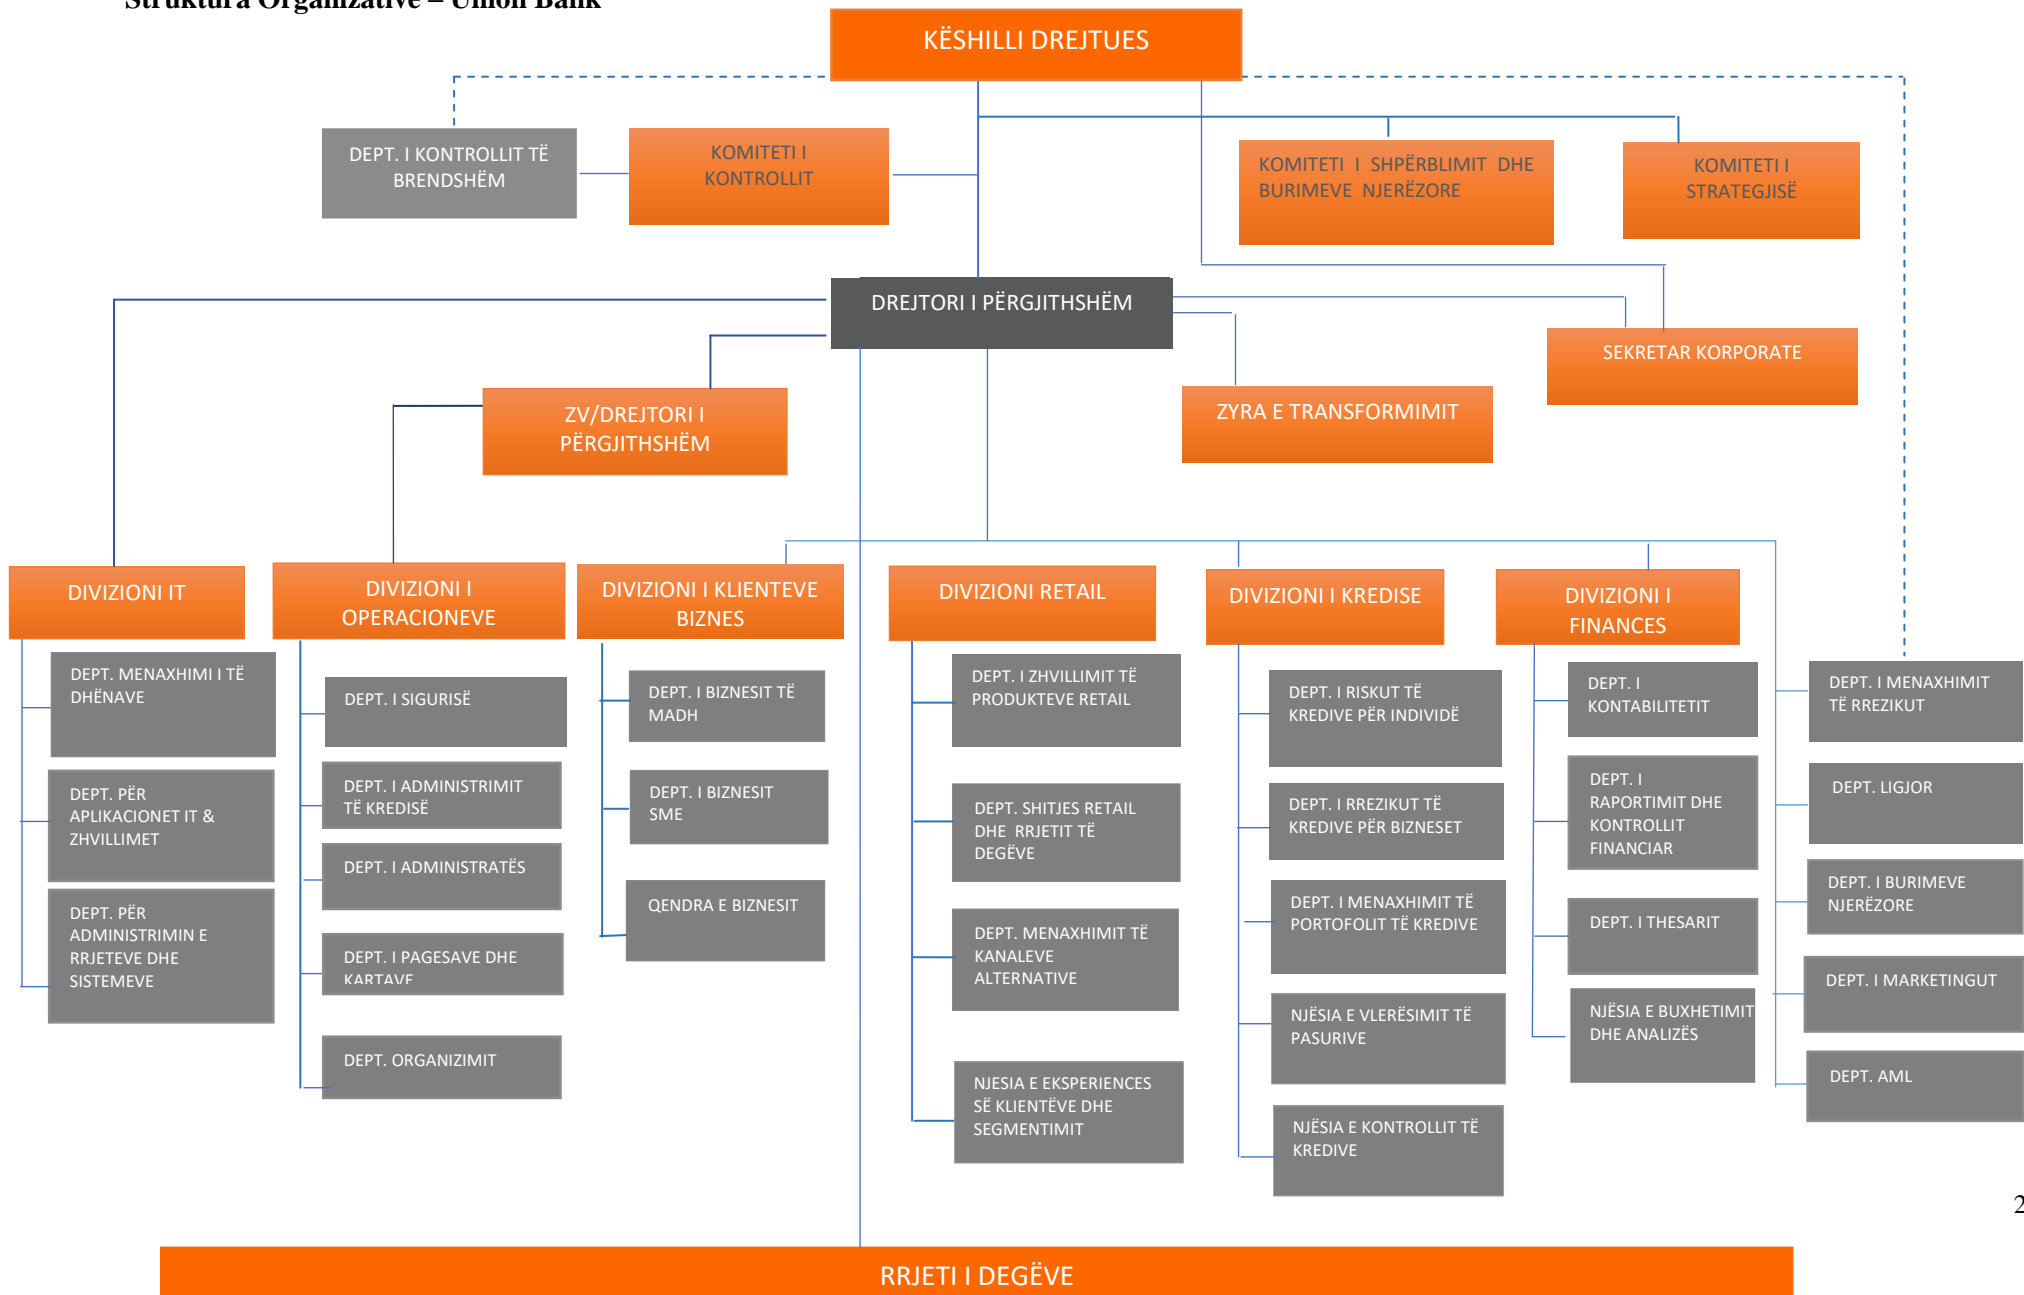 Struktura Organizative – Union Bank
KËSHILLI DREJTUES
DEPT. I KONTROLLIT TË
BRENDSHËM
KOMITETI I
KONTROLLIT
KOMITETI I SHPËRBLIMIT DHE
BURIMEVE NJERËZORE
KOMITETI I
STRATEGJISË
DREJTORI I PËRGJITHSHËM
SEKRETAR KORPORATE
ZV/DREJTORI I
PËRGJITHSHËM
ZYRA E TRANSFORMIMIT
DIVIZIONI IT
DEPT. MENAXHIMI I TË
DHËNAVE
DEPT. PËR
APLIKACIONET IT &
ZHVILLIMET
DEPT. PËR
ADMINISTRIMIN E
RRJETEVE DHE
SISTEMEVE
DIVIZIONI I
OPERACIONEVE
DEPT. I SIGURISË
DEPT. I ADMINISTRIMIT
TË KREDISË
DEPT. I ADMINISTRATËS
DEPT. I PAGESAVE DHE
KARTAVE
DEPT. ORGANIZIMIT
DIVIZIONI I KLIENTEVE
BIZNES
DEPT. I BIZNESIT TË
MADH
DEPT. I BIZNESIT
SME
QENDRA E BIZNESIT
DIVIZIONI RETAIL
DEPT. I ZHVILLIMIT TË
PRODUKTEVE RETAIL
DEPT. SHITJES RETAIL
DHE RRJETIT TË
DEGËVE
DEPT. MENAXHIMIT TË
KANALEVE
ALTERNATIVE
NJESIA E EKSPERIENCES
SË KLIENTËVE DHE
SEGMENTIMIT
DIVIZIONI I KREDISE
DEPT. I RISKUT TË
KREDIVE PËR INDIVIDË
DEPT. I RREZIKUT TË
KREDIVE PËR BIZNESET
DEPT. I MENAXHIMIT TË
PORTOFOLIT TË KREDIVE
NJËSIA E VLERËSIMIT TË
PASURIVE
NJËSIA E KONTROLLIT TË
KREDIVE
DIVIZIONI I
FINANCES
DEPT. I
KONTABILITETIT
DEPT. I
RAPORTIMIT DHE
KONTROLLIT
FINANCIAR
DEPT. I THESARIT
NJËSIA E BUXHETIMIT
DHE ANALIZËS
DEPT. I MENAXHIMIT
TË RREZIKUT
DEPT. LIGJOR
DEPT. I BURIMEVE
NJERËZORE
DEPT. I MARKETINGUT
DEPT. AML
2
RRJETI I DEGËVE